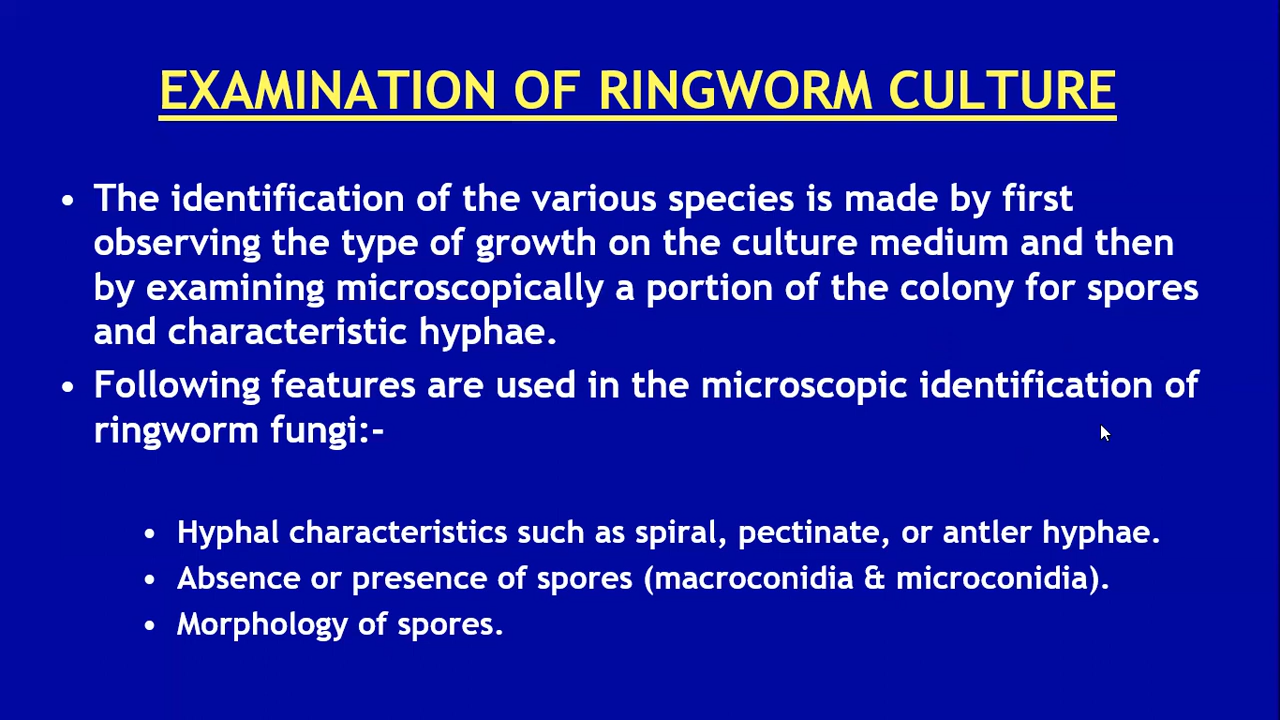 EXAMINATION OF RINGWORM CULTURE
• The identification of the various species is made by first
observing the type of growth on the culture medium and then
by examining microscopically a portion of the colony for spores
and characteristic hyphae.
• Following features are used in the microscopic identification of
ringworm fungi:-
• Hyphal characteristics such as spiral, pectinate, or antler hyphae.
• Absence or presence of spores (macroconidia & microconidia).
• Morphology of spores.